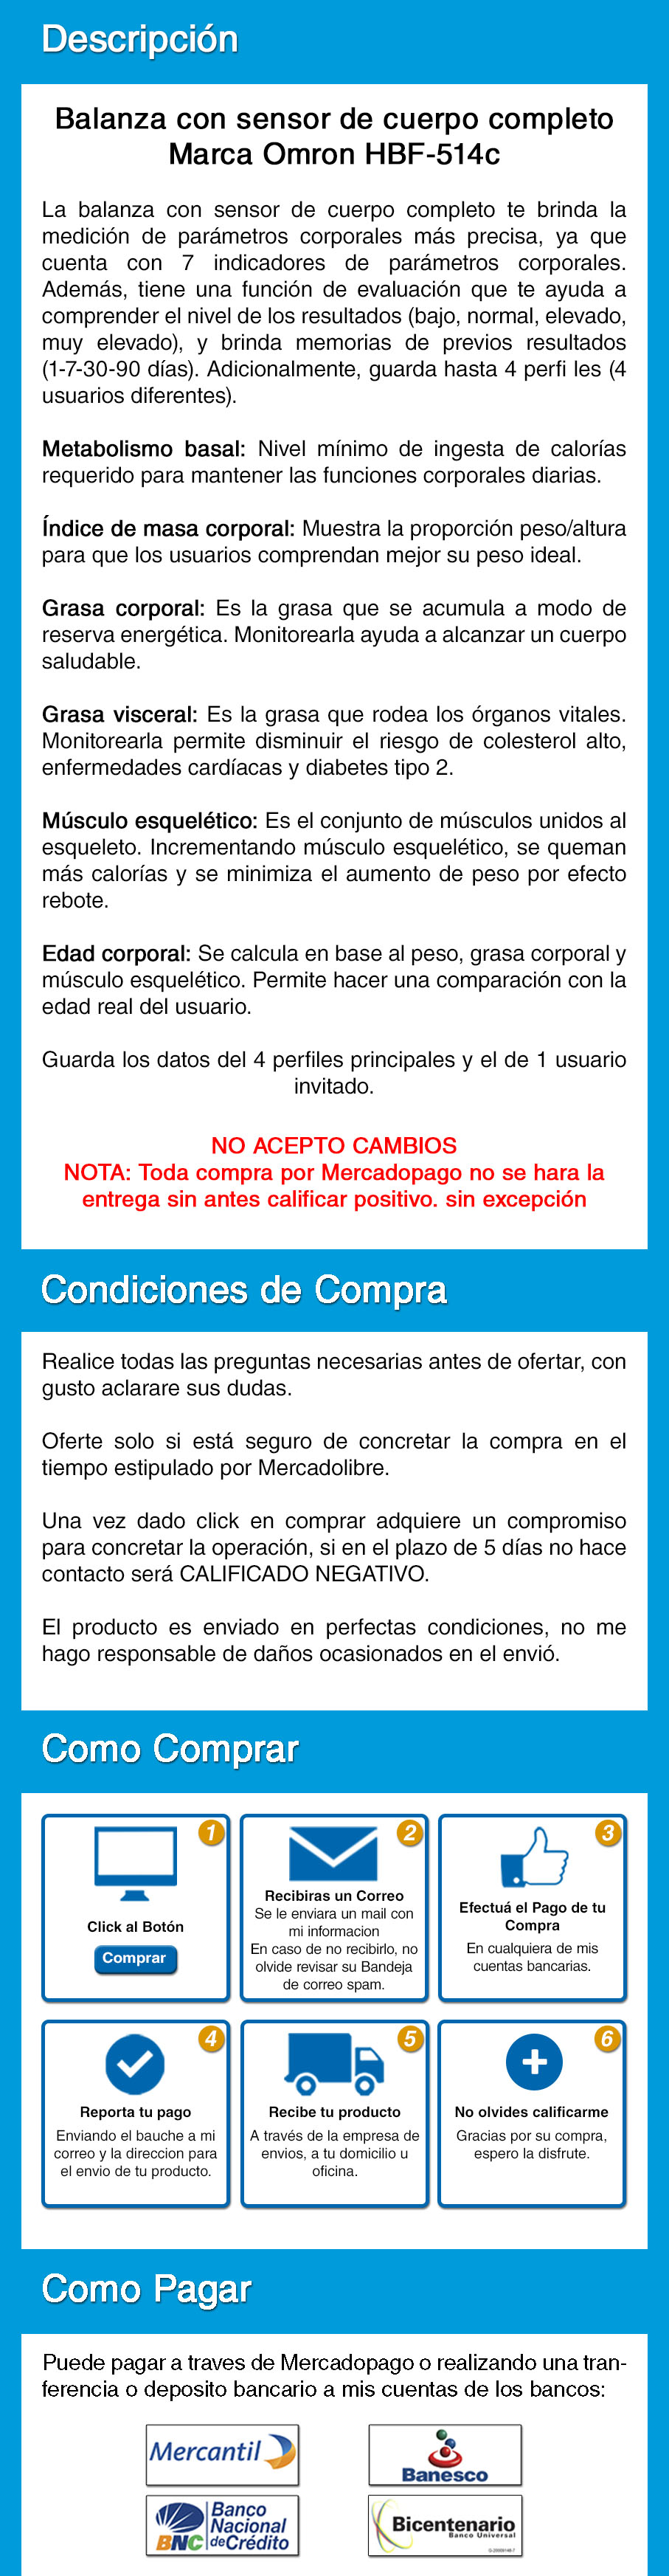 Descripción
Balanza con sensor de cuerpo completo
Marca Omron HBF-514c
La balanza con sensor de cuerpo completo te brinda la
medición de parámetros corporales más precisa, ya que
cuenta con 7 indicadores de parámetros corporales.
Además, tiene una función de evaluación que te ayuda a
comprender el nivel de los resultados (bajo, normal, elevado,
muy elevado), y brinda memorias de previos resultados
(1-7-30-90 días). Adicionalmente, guarda hasta 4 perfi les (4
usuarios diferentes).
Metabolismo basal: Nivel mínimo de ingesta de calorías
requerido para mantener las funciones corporales diarias.
Índice de masa corporal: Muestra la proporción peso/altura
para que los usuarios comprendan mejor su peso ideal.
Grasa corporal: Es la grasa que se acumula a modo de
reserva energética. Monitorearla ayuda a alcanzar un cuerpo
saludable.
Grasa visceral: Es la grasa que rodea los órganos vitales.
Monitorearla permite disminuir el riesgo de colesterol alto,
enfermedades cardíacas y diabetes tipo 2.
Músculo esquelético: Es el conjunto de músculos unidos al
esqueleto. Incrementando músculo esquelético, se queman
más calorías y se minimiza el aumento de peso por efecto
rebote.
Edad corporal: Se calcula en base al peso, grasa corporal y
músculo esquelético. Permite hacer una comparación con la
edad real del usuario.
Guarda los datos del 4 perfiles principales y el de 1 usuario
invitado.
NO ACEPTO CAMBIOS
NOTA: Toda compra por Mercadopago no se hara la
entrega sin antes calificar positivo. sin excepción
Condiciones de Compra
Realice todas las preguntas necesarias antes de ofertar, con
gusto aclarare sus dudas.
Oferte solo si está seguro de concretar la compra en el
tiempo estipulado por Mercadolibre.
Una vez dado click en comprar adquiere un compromiso
para concretar la operación, si en el plazo de 5 días no hace
contacto será CALIFICADO NEGATIVO.
El producto es enviado en perfectas condiciones, no me
hago responsable de daños ocasionados en el envió.
Como Comprar
1
Click al Botón
Comprar
2
Recibiras un Correo
Se le enviara un mail con
mi informacion
En caso de no recibirlo, no
olvide revisar su Bandeja
de correo spam.
3
Efectuá el Pago de tu
Compra
En cualquiera de mis
cuentas bancarias.
4
Reporta tu pago
Enviando el bauche a mi
correo y la direccion para
el envio de tu producto.
5
Recibe tu producto
A través de la empresa de
envios, a tu domicilio u
oficina.
6
No olvides calificarme
Gracias por su compra,
espero la disfrute.
Como Pagar
Puede pagar a traves de Mercadopago o realizando una tran-
ferencia o deposito bancario a mis cuentas de los bancos:
Mercantil
Banesco
BNC
Banco
Nacional
de Crédito
Bicentenario
Banco Universal